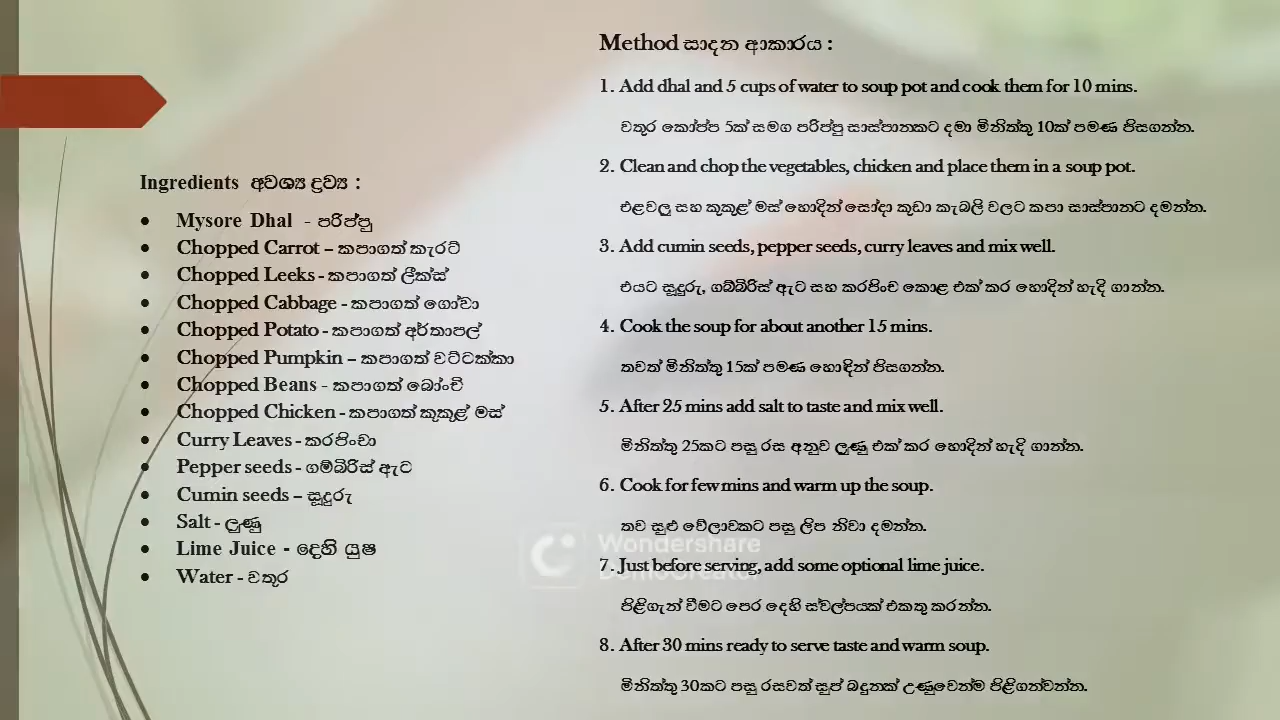 Ingredients අවශ්‍ය ද්‍රව්‍ය :
• Mysore Dhal - පරිප්පු
• Chopped Carrot – කපාගත් කැරට්
• Chopped Leeks - කපාගත් ලීක්ස්
• Chopped Cabbage - කපාගත් ගෝවා
• Chopped Potato - කපාගත් අර්තාපල්
• Chopped Pumpkin – කපාගත් වට්ටක්කා
• Chopped Beans - කපාගත් බෝංචි
• Chopped Chicken - කපාගත් කුකුළ් මස්
• Curry Leaves - කරපිංචා
• Pepper seeds - ගම්බිරිස් ඇට
• Cumin seeds – සූදුරු
• Salt - ලුණු
• Lime Juice - දෙහි යුෂ
• Water - වතුර
Method සාදන ආකාරය :
1. Add dhal and 5 cups of water to soup pot and cook them for 10 mins.
වතුර කෝප්ප 5ක් සමග පරිප්පු සාස්පානකට දමා මිනිත්තු 10ක් පමණ පිසගන්න.
2. Clean and chop the vegetables, chicken and place them in a soup pot.
එළවලු සහ කුකුළ් මස් හොදින් සෝදා කුඩා කැබලි වලට කපා සාස්පානට දමන්න.
3. Add cumin seeds, pepper seeds, curry leaves and mix well.
එයට සූදුරු, ගම්බිරිස් ඇට සහ කරපිංච කොළ එක් කර හොදින් හැදි ගාන්න.
4. Cook the soup for about another 15 mins.
තවත් මිනිත්තු 15ක් පමණ හොඳින් පිසගන්න.
5. After 25 mins add salt to taste and mix well.
මිනිත්තු 25කට පසු රස අනුව ලුණු එක් කර හොදින් හැදි ගාන්න.
6. Cook for few mins and warm up the soup.
තව සුළු වේලාවකට පසු ලිප නිවා දමන්න.
Wondershare
DemoCreator
7. Just before serving, add some optional lime juice.
පිළිගැන් වීමට පෙර දෙහි ස්වල්පයක් එකතු කරන්න.
8. After 30 mins ready to serve taste and warm soup.
මිනිත්තු 30කට පසු රසවත් සුප් බදුනක් උණුවෙන්ම පිළිගන්වන්න.